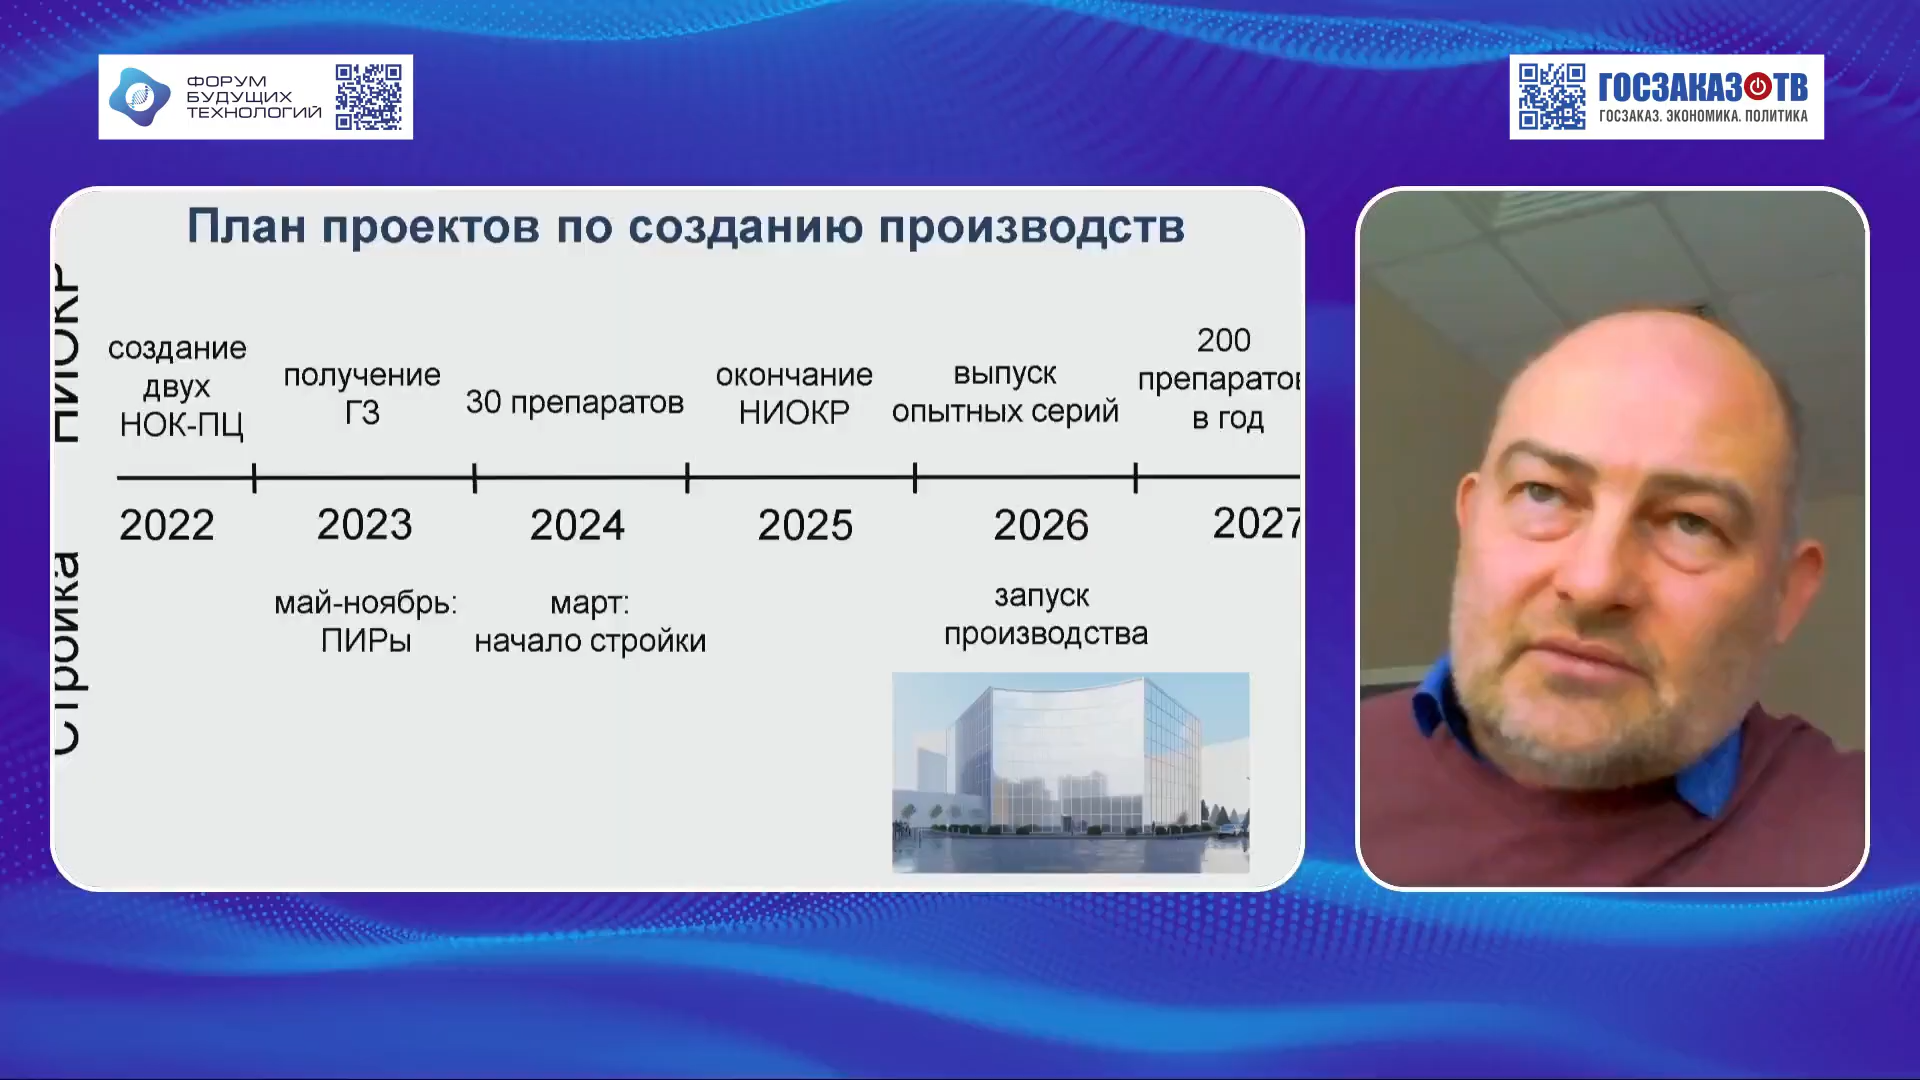 ФОРУМ
БУДУЩИХ
ТЕХНОЛОГИЙ
ГОСЗАКАЗ ТВ
ГОСЗАКАЗ. ЭКОНОМИКА. ПОЛИТИКА
План проектов по созданию производств
НИОКР
создание
двух
НОК-ПЦ
получение
ГЗ
30 препаратов
окончание
НИОКР
выпуск
опытных серий
200
препаратов
в год
2022
2023
2024
2025
2026
2027
Стройка
май-ноябрь:
ПИРы
март:
начало стройки
запуск
производства